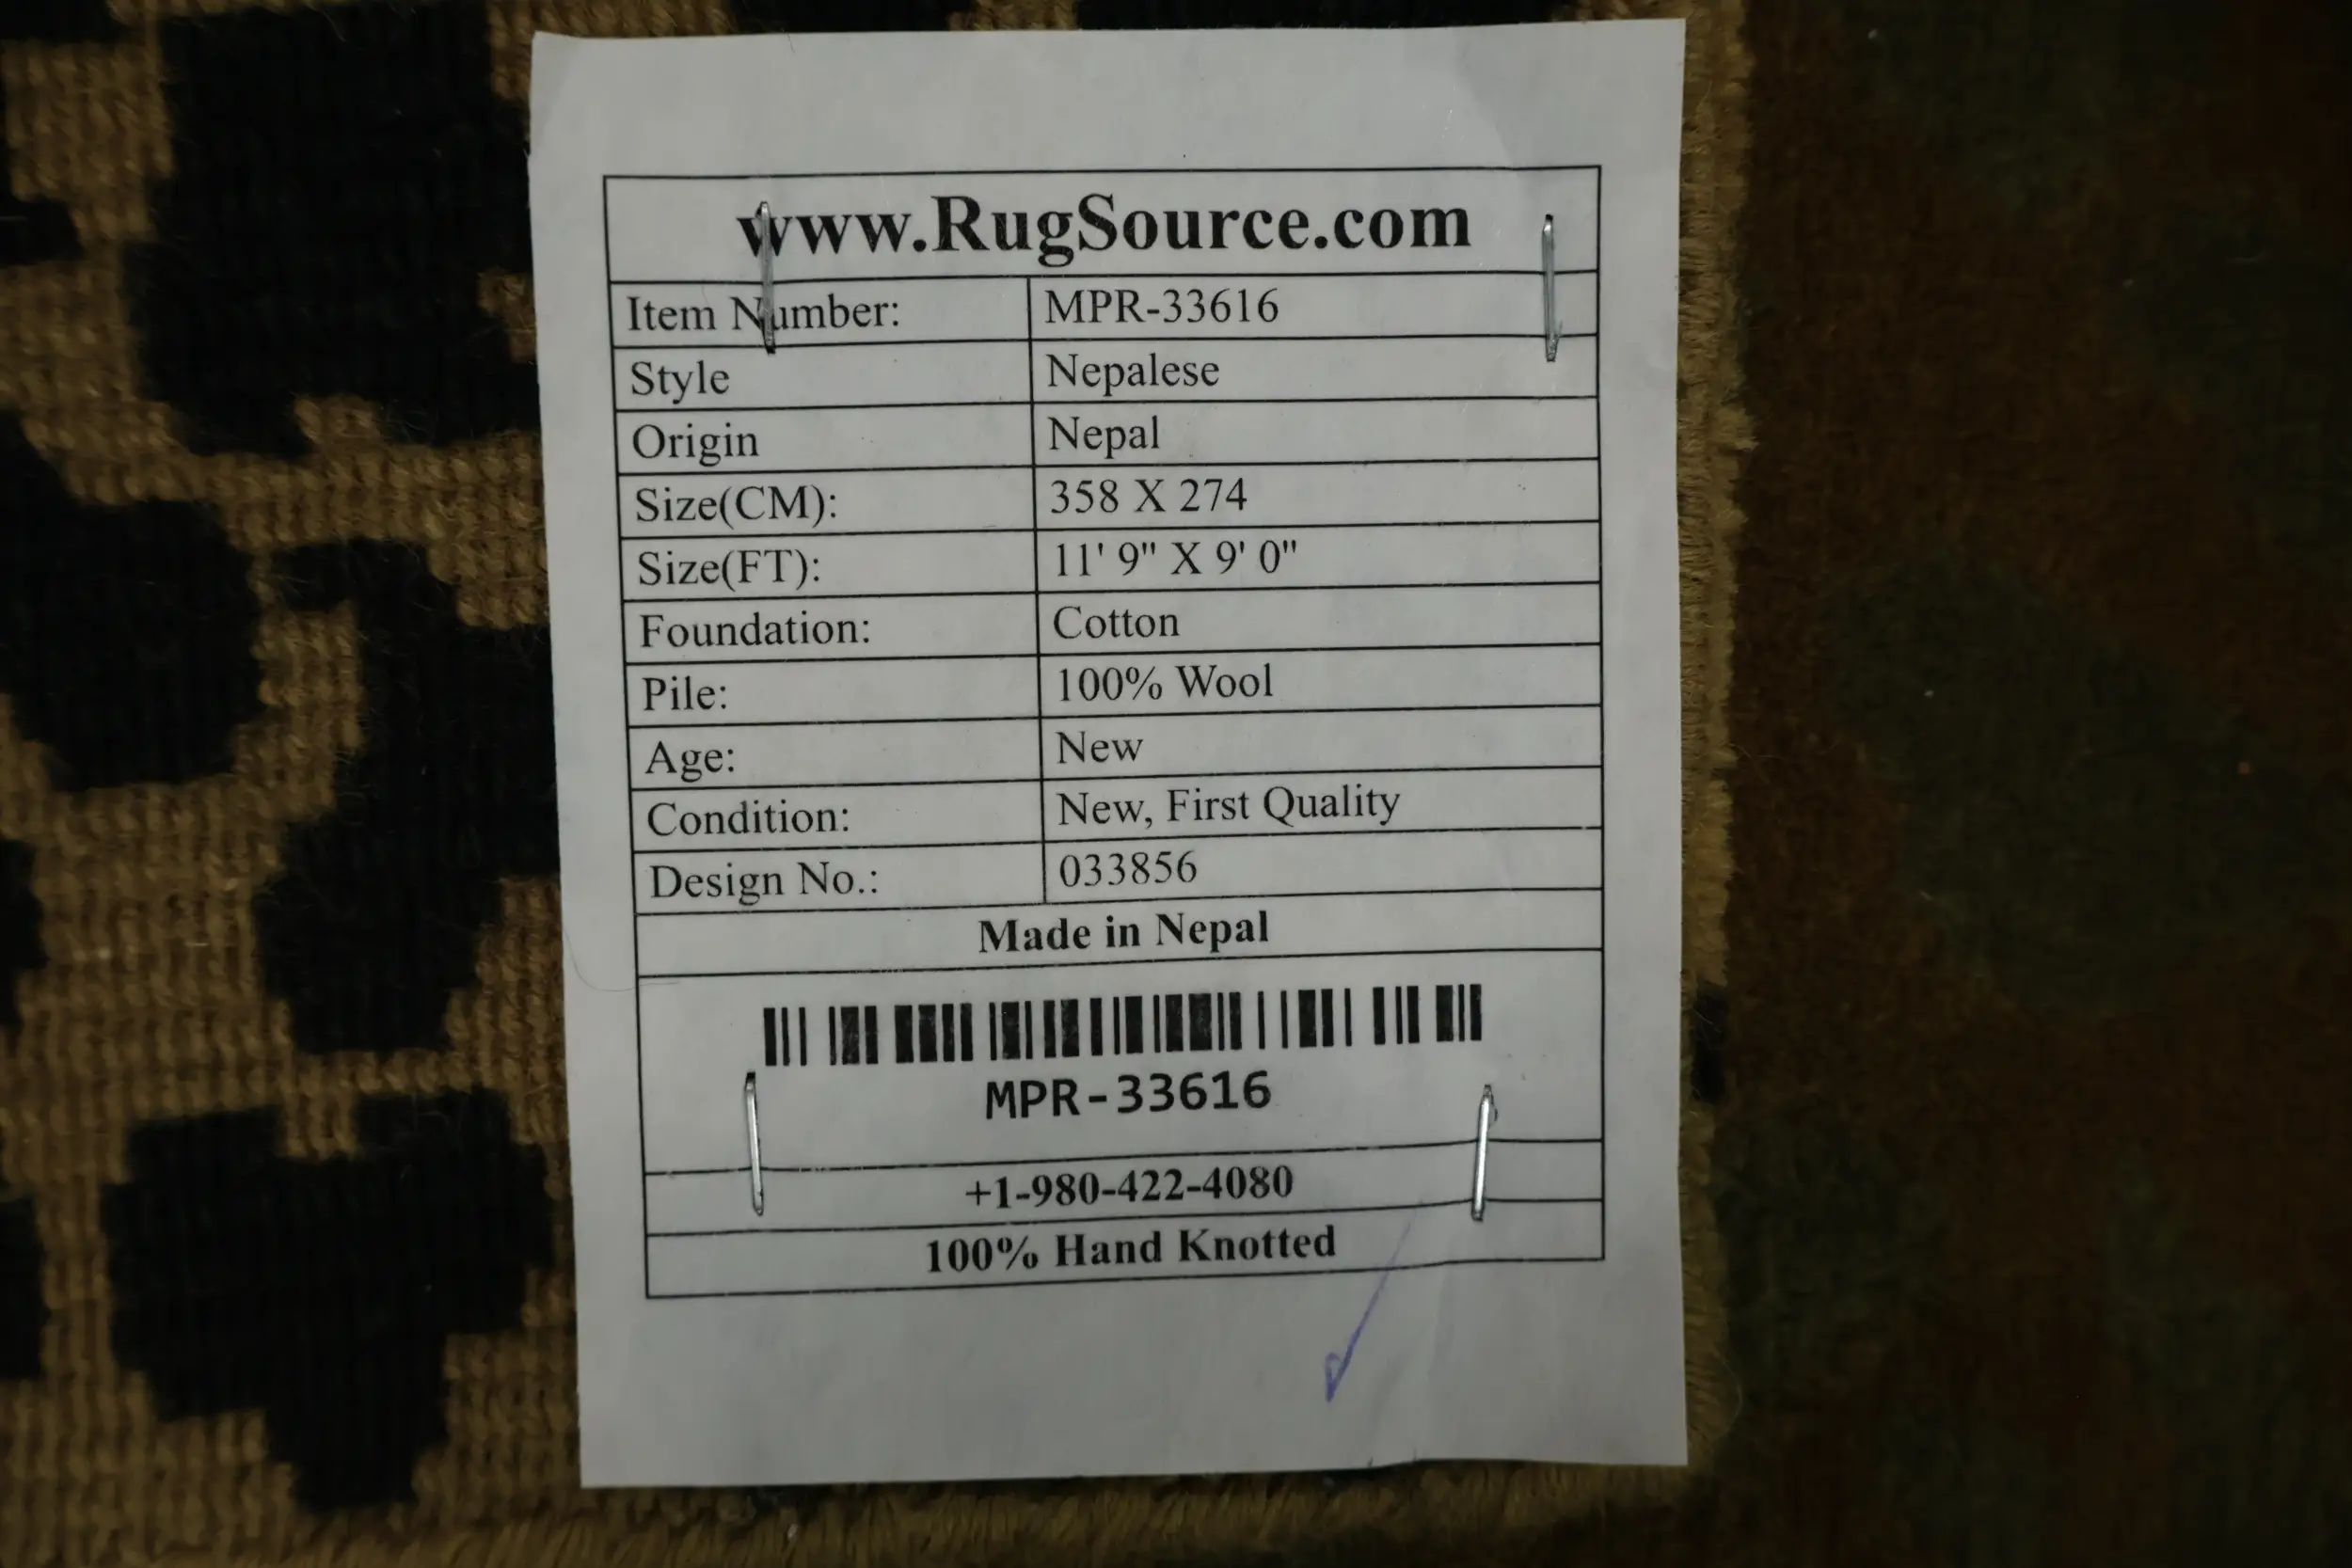 www.RugSource.com
Item Number: MPR-33616
Style Nepalese
Origin Nepal
Size(CM): 358 X 274
Size(FT): 11' 9" X 9' 0"
Foundation: Cotton
Pile: 100% Wool
Age: New
Condition: New, First Quality
Design No.: 033856
Made in Nepal
MPR-33616
+1-980-422-4080
100% Hand Knotted